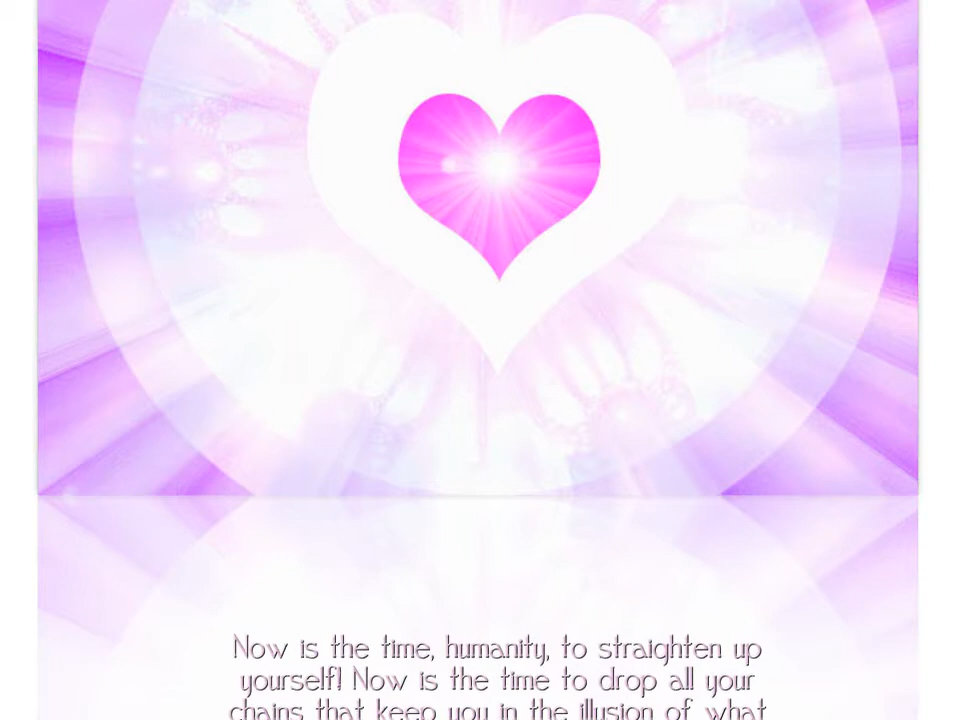 Now is the time, humanity, to straighten up
yourself! Now is the time to drop all your
chains that keep you in the illusion of what